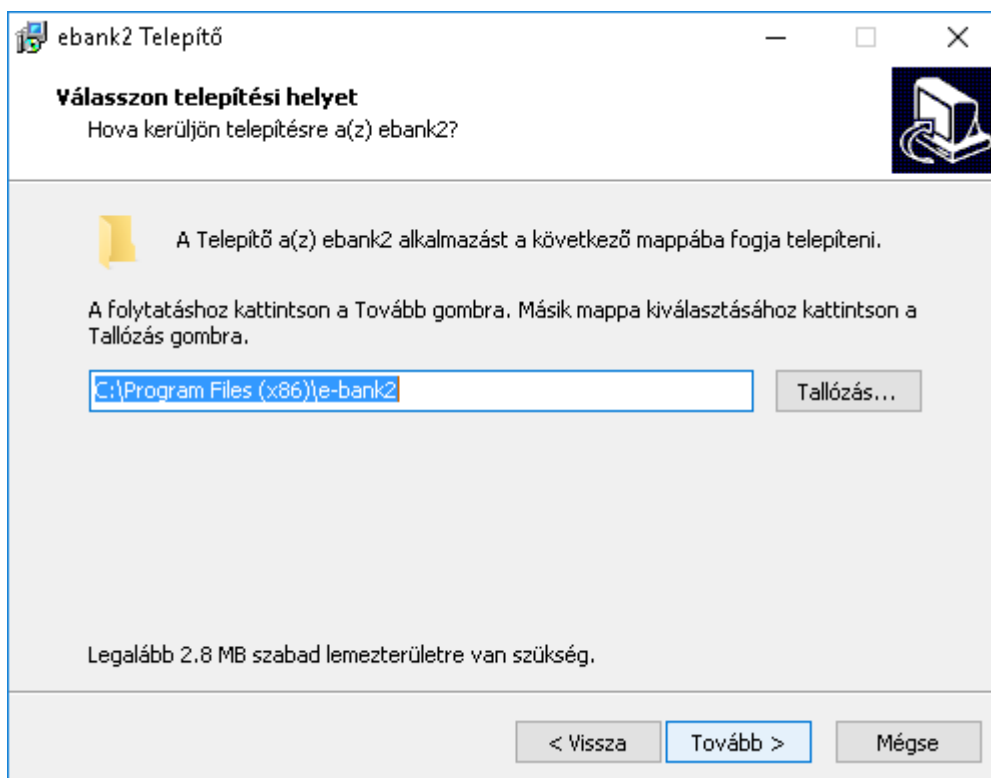 ebank2 Telepítő
Válasszon telepítési helyet
Hova kerüljön telepítésre a(z) ebank2?
A Telepítő a(z) ebank2 alkalmazást a következő mappába fogja telepíteni.
A folytatáshoz kattintson a Tovább gombra. Másik mappa kiválasztásához kattintson a
Tallózás gombra.
C:\Program Files (x86)\e-bank2
Tallózás...
Legalább 2.8 MB szabad lemezterületre van szükség.
< Vissza
Tovább >
Mégse